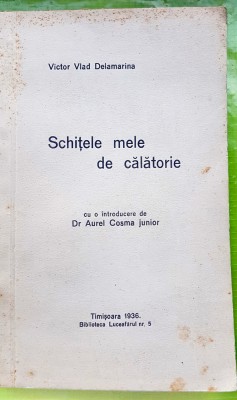 Victor Vlad Delamarina
Schițele mele
de călătorie
cu o introducere de
Dr Aurel Cosma junior
Timișoara 1936.
Biblioteca Luceafărul nr. 5